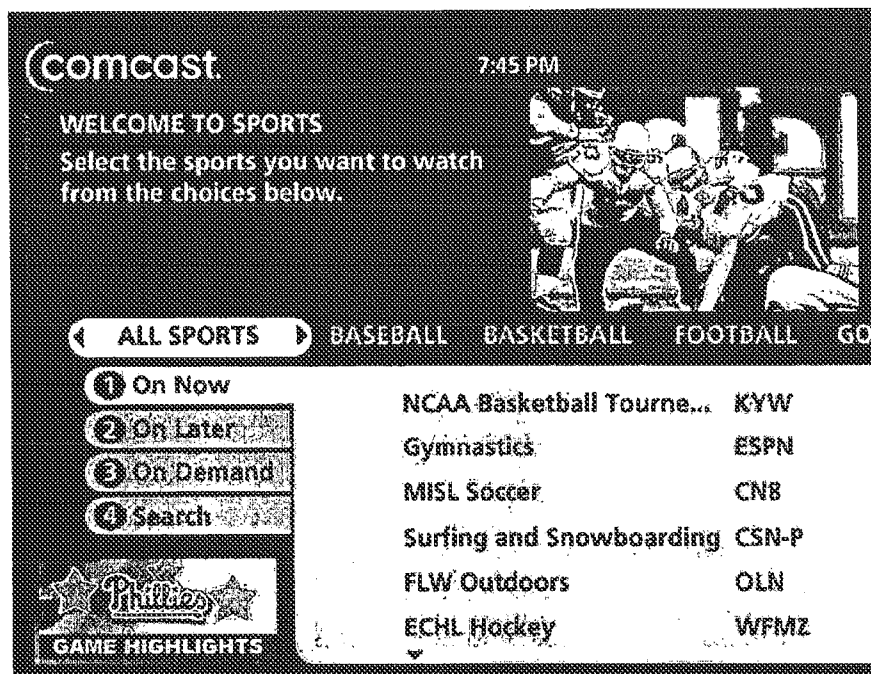 comcast.
7:45 PM
WELCOME TO SPORTS
Select the sports you want to watch
from the choices below.
ALL SPORTS BASEBALL BASKETBALL FOOTBALL GO
1 On Now
2 On Later
3 On Demand
4 Search
NCAA Basketball Tourne... KYW
Gymnastics ESPN
MISL Soccer CN8
Surfing and Snowboarding CSN-P
FLW Outdoors OLN
ECHL Hockey WFMZ
Phillies
GAME HIGHLIGHTS